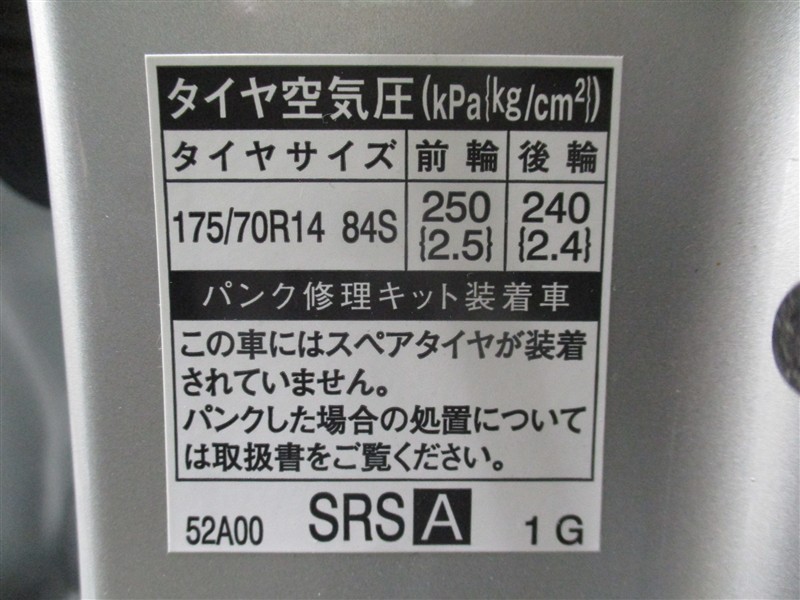 タイヤ空気圧(kPa{kg/cm²})
タイヤサイズ 前輪 後輪
175/70R14 84S 250 {2.5} 240 {2.4}
パンク修理キット装着車
この車にはスペアタイヤが装着
されていません。
パンクした場合の処置について
は取扱書をご覧ください。
52A00 SRS A 1G